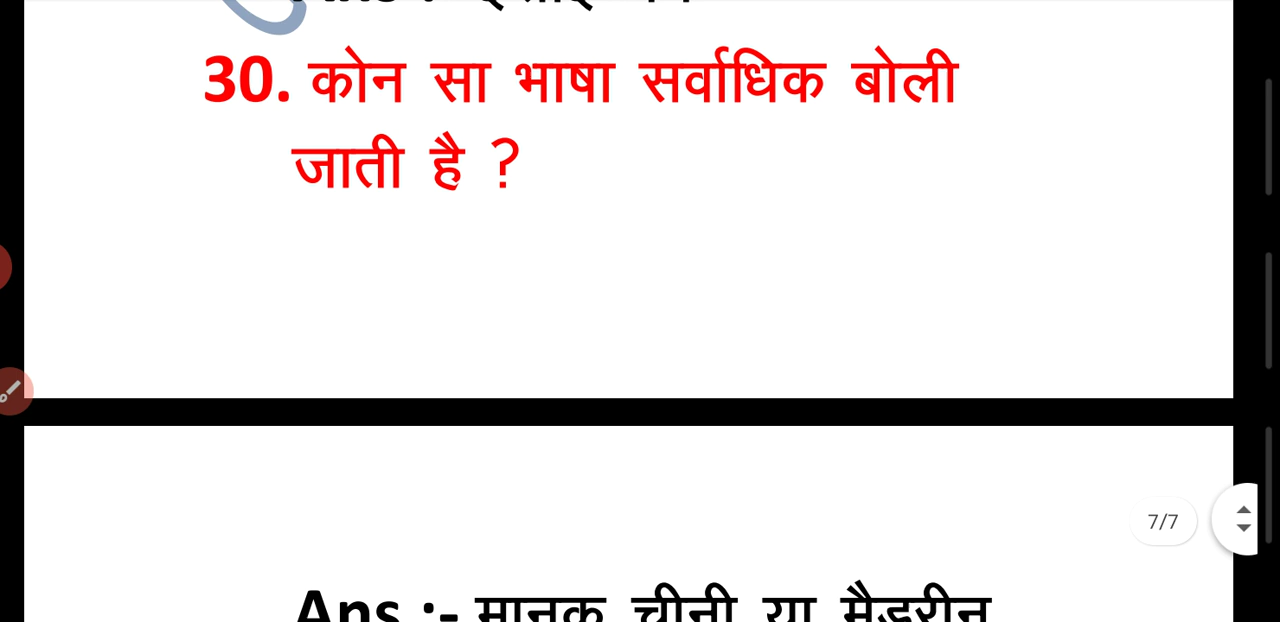 30. कोन सा भाषा सर्वाधिक बोली
जाती है ?
7/7
Ans :- मानक चीनी या मैडरीन